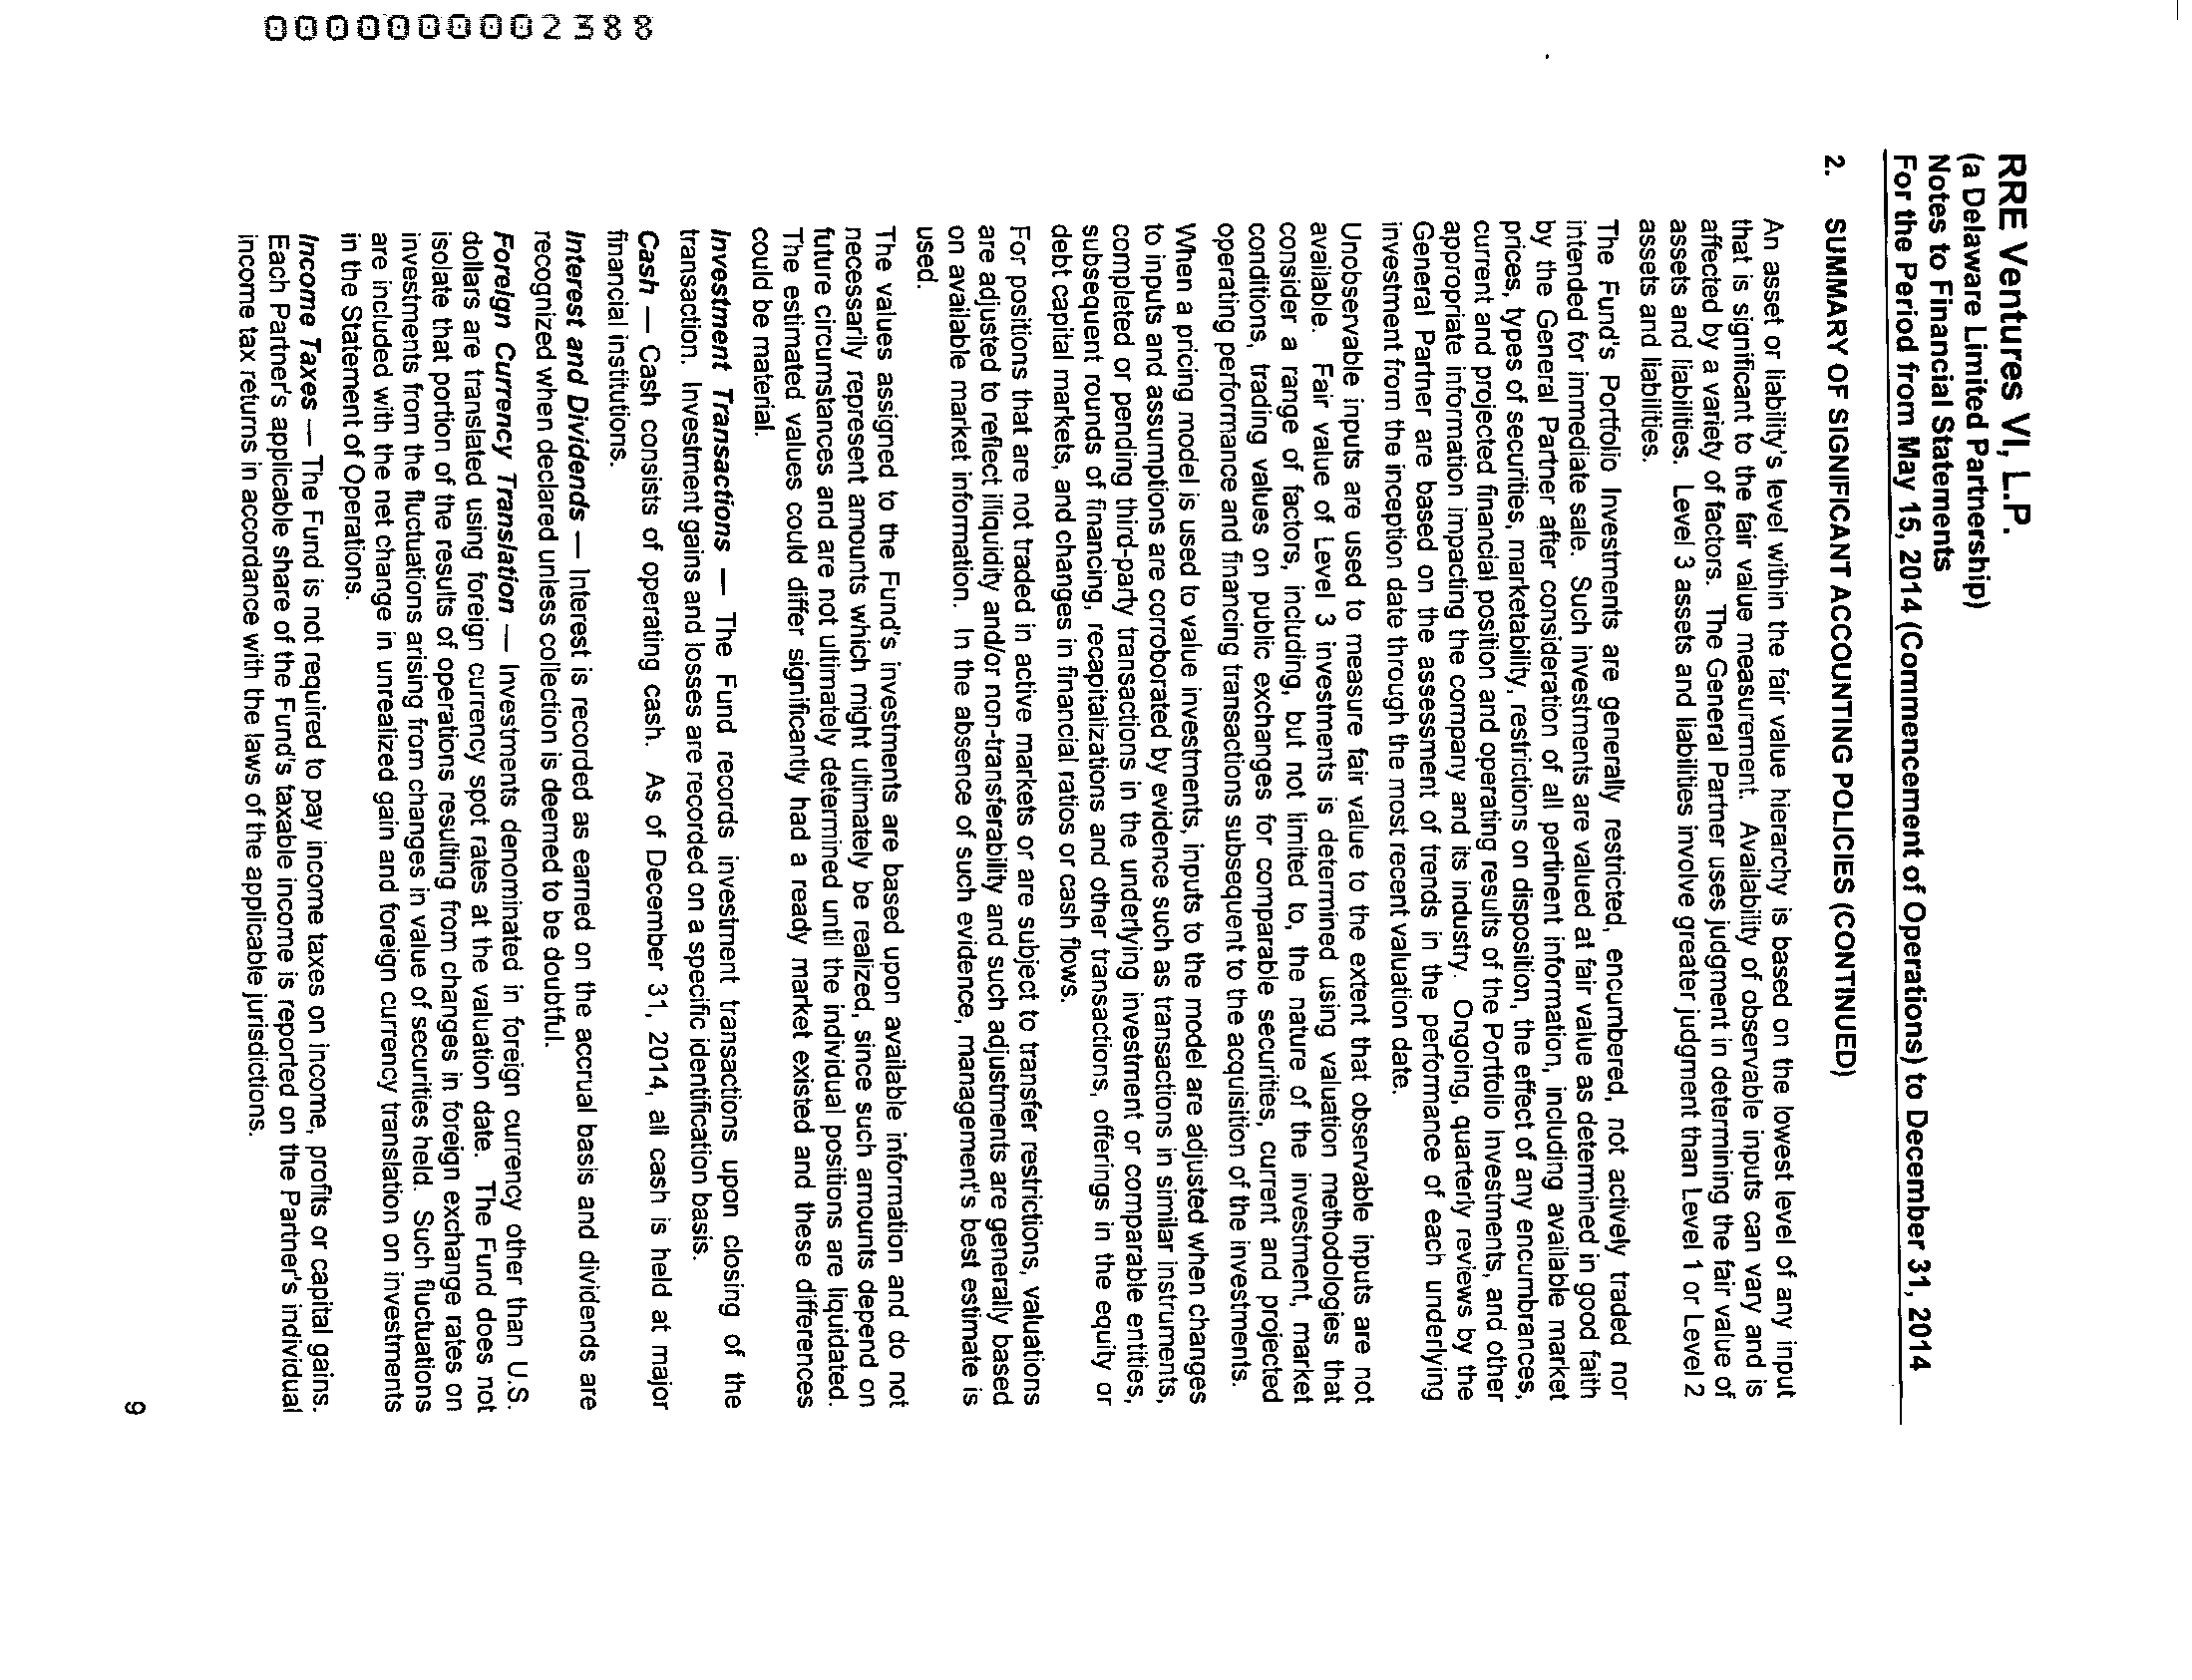 RRE Ventures VI, L.P.
(a Delaware Limited Partnership)
Notes to Financial Statements
For the Period from May 15, 2014 (Commencement of Operations) to December 31, 2014
2. SUMMARY OF SIGNIFICANT ACCOUNTING POLICIES (CONTINUED)
An asset or liability's level within the fair value hierarchy is based on the lowest level of any input
that is significant to the fair value measurement. Availability of observable inputs can vary and is
affected by a variety of factors. The General Partner uses judgment in determining the fair value of
assets and liabilities. Level 3 assets and liabilities involve greater judgment than Level 1 or Level 2
assets and liabilities.
The Fund's Portfolio Investments are generally restricted, encumbered, not actively traded nor
intended for immediate sale. Such investments are valued at fair value as determined in good faith
by the General Partner after consideration of all pertinent information, including available market
prices, types of securities, marketability, restrictions on disposition, the effect of any encumbrances,
current and projected financial position and operating results of the Portfolio Investments, and other
appropriate information impacting the company and its industry. Ongoing, quarterly reviews by the
General Partner are based on the assessment of trends in the performance of each underlying
investment from the inception date through the most recent valuation date.
Unobservable inputs are used to measure fair value to the extent that observable inputs are not
available. Fair value of Level 3 investments is determined using valuation methodologies that
consider a range of factors, including, but not limited to, the nature of the investment, market
conditions, trading values on public exchanges for comparable securities, current and projected
operating performance and financing transactions subsequent to the acquisition of the investments.
When a pricing model is used to value investments, inputs to the model are adjusted when changes
to inputs and assumptions are corroborated by evidence such as transactions in similar instruments,
completed or pending third-party transactions in the underlying investment or comparable entities,
subsequent rounds of financing, recapitalizations and other transactions, offerings in the equity or
debt capital markets, and changes in financial ratios or cash flows.
For positions that are not traded in active markets or are subject to transfer restrictions, valuations
are adjusted to reflect illiquidity and/or non-transferability and such adjustments are generally based
on available market information. In the absence of such evidence, management's best estimate is
used.
The values assigned to the Fund's investments are based upon available information and do not
necessarily represent amounts which might ultimately be realized, since such amounts depend on
future circumstances and are not ultimately determined until the individual positions are liquidated.
The estimated values could differ significantly had a ready market existed and these differences
could be material.
Investment Transactions — The Fund records investment transactions upon closing of the
transaction. Investment gains and losses are recorded on a specific identification basis.
Cash — Cash consists of operating cash. As of December 31, 2014, all cash is held at major
financial institutions.
Interest and Dividends — Interest is recorded as earned on the accrual basis and dividends are
recognized when declared unless collection is deemed to be doubtful.
Foreign Currency Translation — Investments denominated in foreign currency other than U.S.
dollars are translated using foreign currency spot rates at the valuation date. The Fund does not
isolate that portion of the results of operations resulting from changes in foreign exchange rates on
investments from the fluctuations arising from changes in value of securities held. Such fluctuations
are included with the net change in unrealized gain and foreign currency translation on investments
in the Statement of Operations.
Income Taxes — The Fund is not required to pay income taxes on income, profits or capital gains.
Each Partner's applicable share of the Fund's taxable income is reported on the Partner's individual
income tax returns in accordance with the laws of the applicable jurisdictions.
9
0000000002388